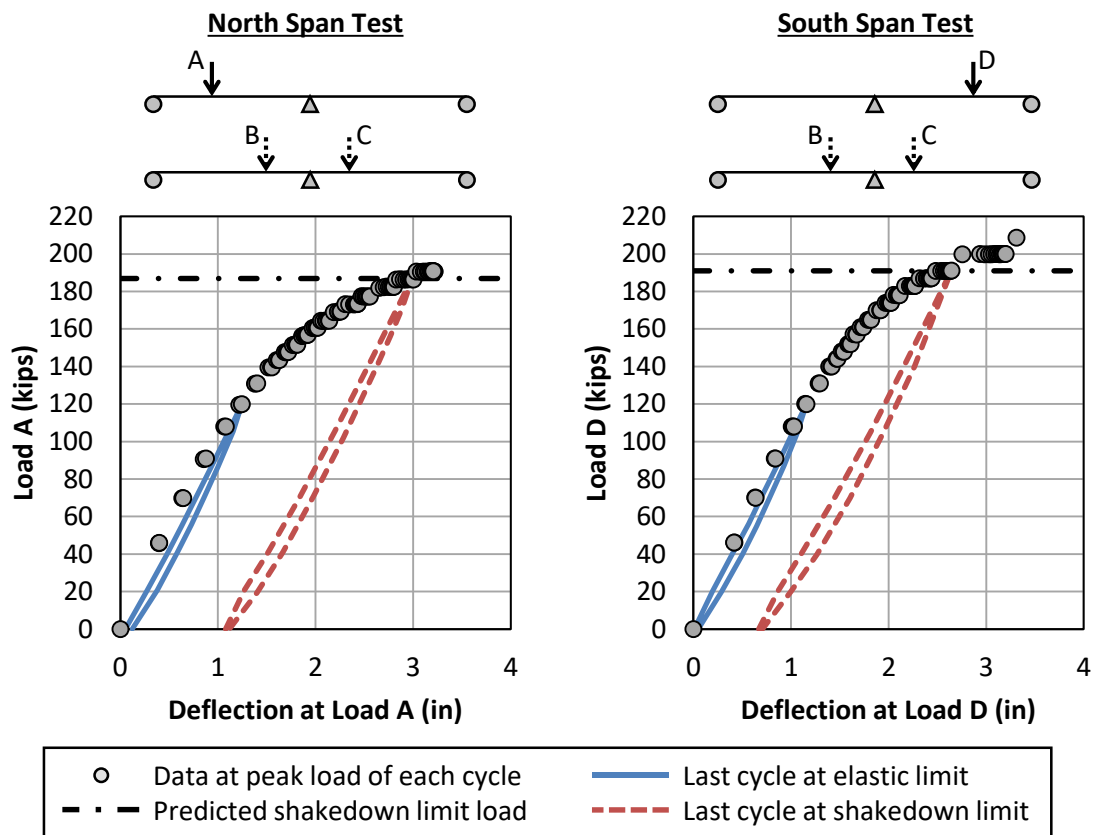 North Span Test
A
B
C
220
200
180
160
140
120
100
80
60
40
20
0
Load A (kips)
0 1 2 3 4
Deflection at Load A (in)
South Span Test
D
B
C
220
200
180
160
140
120
100
80
60
40
20
0
Load D (kips)
0 1 2 3 4
Deflection at Load D (in)
Data at peak load of each cycle
Last cycle at elastic limit
Predicted shakedown limit load
Last cycle at shakedown limit